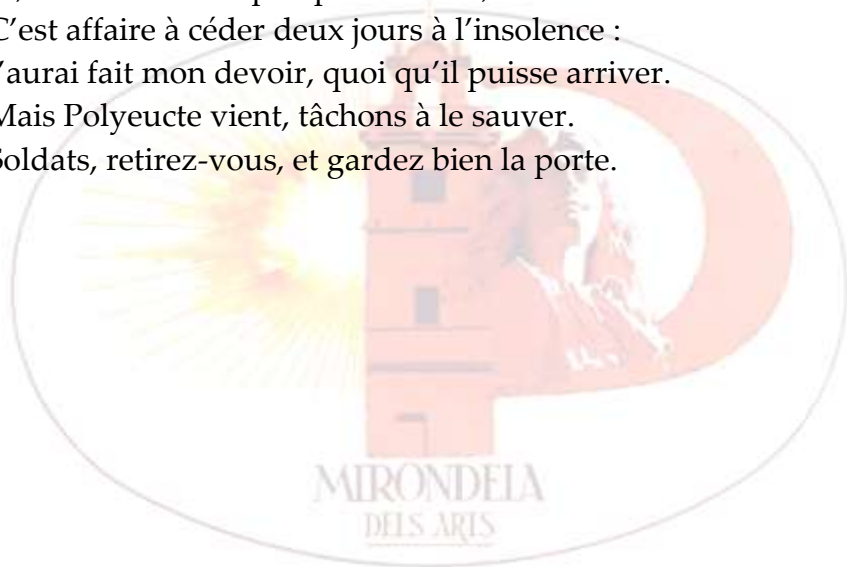 C’est affaire à céder deux jours à l’insolence :
’aurai fait mon devoir, quoi qu’il puisse arriver.
Mais Polyeucte vient, tâchons à le sauver.
Soldats, retirez-vous, et gardez bien la porte.
MIRONDELA
DELS ARTS